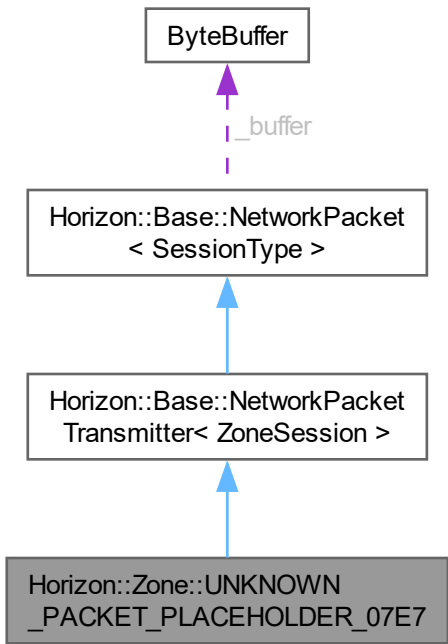 ByteBuffer
_buffer
Horizon::Base::NetworkPacket
< SessionType >
Horizon::Base::NetworkPacket
Transmitter< ZoneSession >
Horizon::Zone::UNKNOWN
_PACKET_PLACEHOLDER_07E7